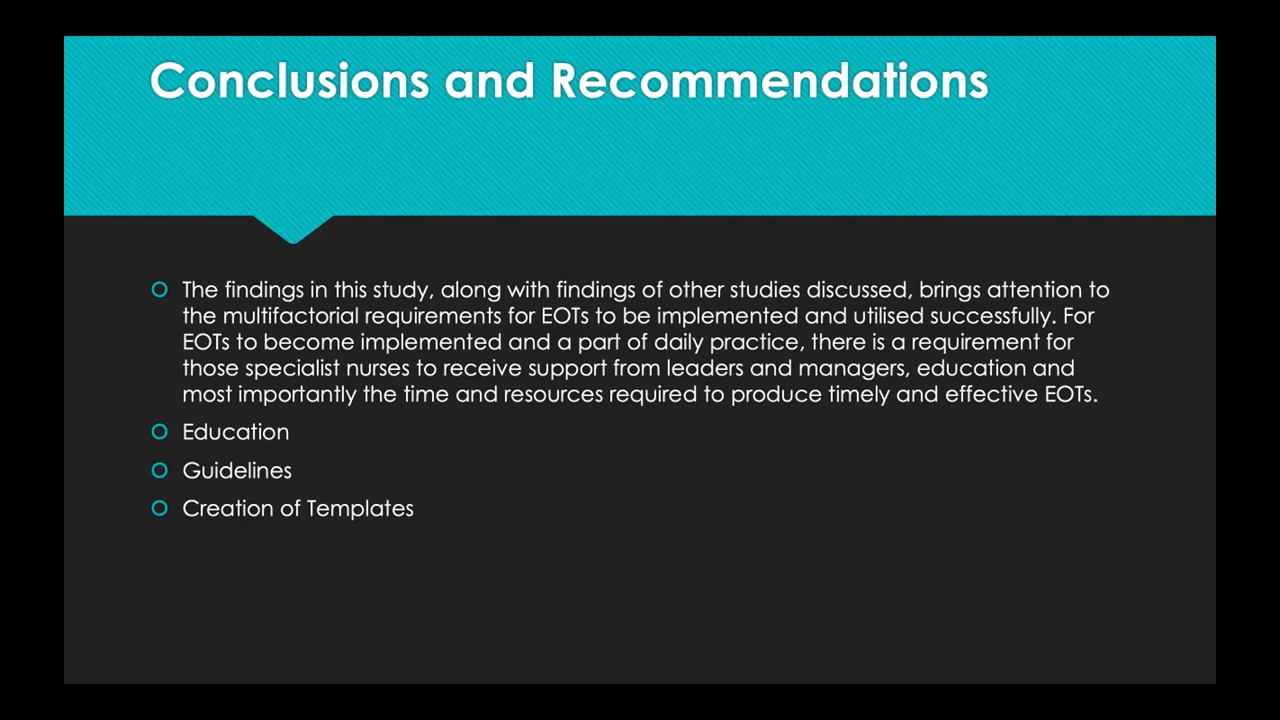 Conclusions and Recommendations
The findings in this study, along with findings of other studies discussed, brings attention to
the multifactorial requirements for EOTs to be implemented and utilised successfully. For
EOTs to become implemented and a part of daily practice, there is a requirement for
those specialist nurses to receive support from leaders and managers, education and
most importantly the time and resources required to produce timely and effective EOTs.
Education
Guidelines
Creation of Templates